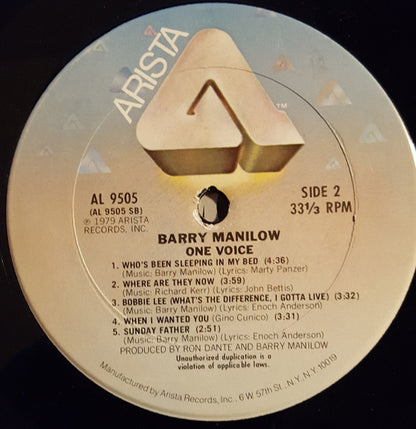 ARISTA
TM
AL 9505
(AL 9505 SB)
℗ 1979 ARISTA
RECORDS, INC.
SIDE 2
33⅓ RPM
BARRY MANILOW
ONE VOICE
1. WHO'S BEEN SLEEPING IN MY BED (4:36)
(Music: Barry Manilow) (Lyrics: Marty Panzer)
2. WHERE ARE THEY NOW (3:59)
(Music: Richard Kerr) (Lyrics: John Bettis)
3. BOBBIE LEE (WHAT'S THE DIFFERENCE, I GOTTA LIVE) (3:32)
(Music: Barry Manilow) (Lyrics: Enoch Anderson)
4. WHEN I WANTED YOU (Gino Cunico) (3:31)
5. SUNDAY FATHER (2:51)
(Music: Barry Manilow) (Lyrics: Enoch Anderson)
PRODUCED BY RON DANTE AND BARRY MANILOW
Unauthorized duplication is a
violation of applicable laws.
Manufactured by Arista Records, Inc., 6 W 57th St., N.Y. N.Y. 10019